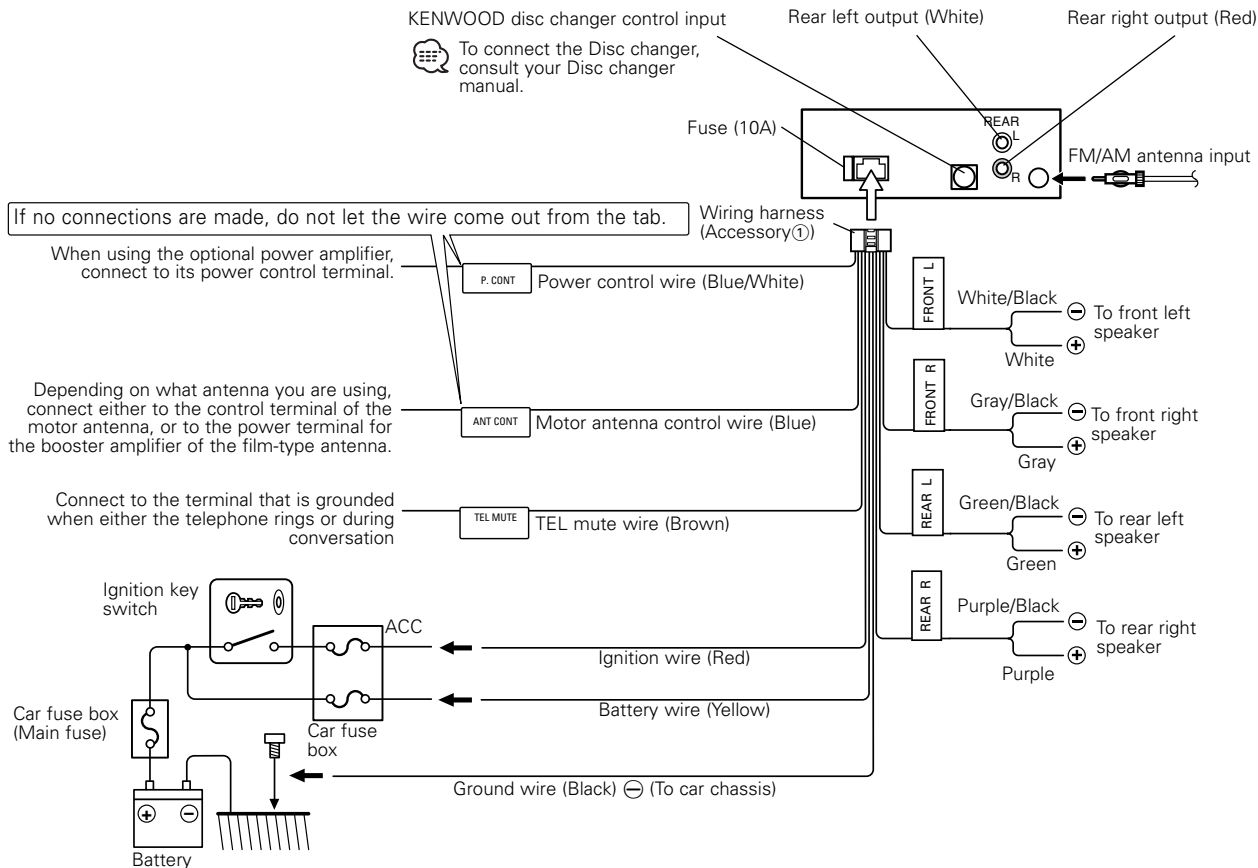 KENWOOD disc changer control input
Rear left output (White)
Rear right output (Red)
To connect the Disc changer,
consult your Disc changer
manual.
Fuse (10A)
REAR
L
R
FM/AM antenna input
If no connections are made, do not let the wire come out from the tab.
Wiring harness
(Accessory①)
When using the optional power amplifier,
connect to its power control terminal.
P. CONT
Power control wire (Blue/White)
FRONT L
White/Black
⊖ To front left
speaker
⊕
White
Depending on what antenna you are using,
connect either to the control terminal of the
motor antenna, or to the power terminal for
the booster amplifier of the film-type antenna.
ANT CONT
Motor antenna control wire (Blue)
FRONT R
Gray/Black
⊖ To front right
speaker
⊕
Gray
Connect to the terminal that is grounded
when either the telephone rings or during
conversation
TEL MUTE
TEL mute wire (Brown)
REAR L
Green/Black
⊖ To rear left
speaker
⊕
Green
REAR R
Purple/Black
⊖ To rear right
speaker
⊕
Purple
Ignition key
switch
ACC
Ignition wire (Red)
Battery wire (Yellow)
Car fuse box
(Main fuse)
Car fuse
box
Ground wire (Black) ⊖ (To car chassis)
⊕ ⊖
Battery